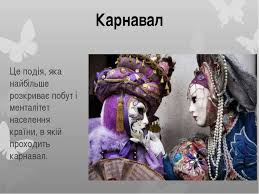 Карнавал
Це подія, яка
найбільше
розкриває побут і
менталітет
населення
країни, в якій
проходить
карнавал.